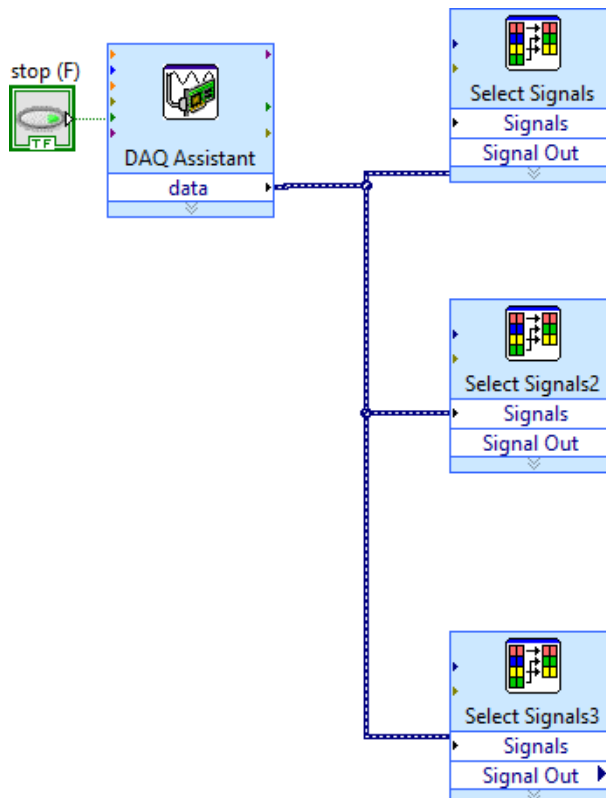 stop (F)
TF
DAQ Assistant
data
Select Signals
Signals
Signal Out
Select Signals2
Signals
Signal Out
Select Signals3
Signals
Signal Out